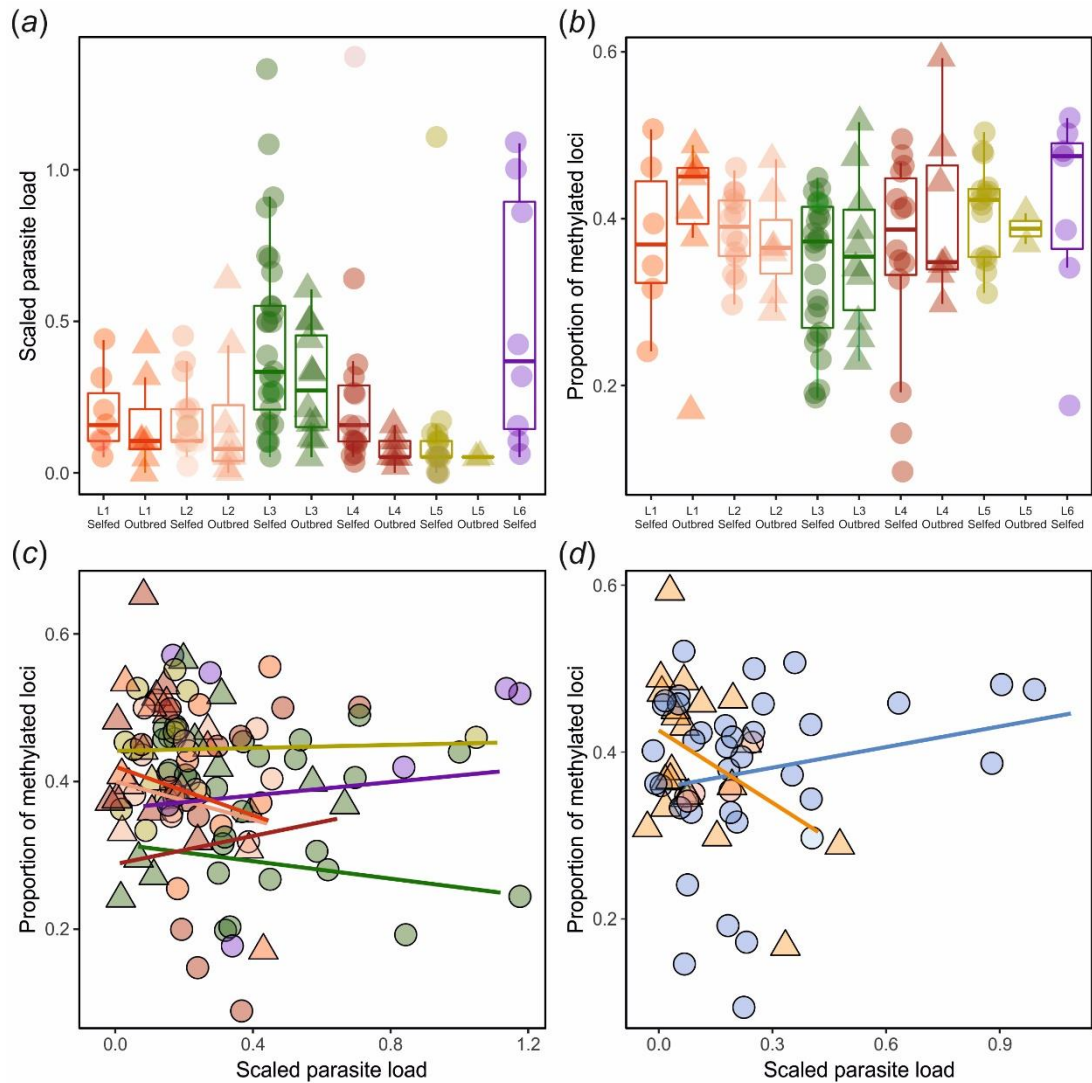 (a)
Scaled parasite load
1.0
0.5
0.0
L1 L1 L2 L2 L3 L3 L4 L4 L5 L5 L6
Selfed Outbred Selfed Outbred Selfed Outbred Selfed Outbred Selfed Outbred Selfed
(b)
Proportion of methylated loci
0.6
0.4
0.2
L1 L1 L2 L2 L3 L3 L4 L4 L5 L5 L6
Selfed Outbred Selfed Outbred Selfed Outbred Selfed Outbred Selfed Outbred Selfed
(c)
Proportion of methylated loci
0.6
0.4
0.2
0.0 0.4 0.8 1.2
Scaled parasite load
(d)
Proportion of methylated loci
0.6
0.4
0.2
0.0 0.3 0.6 0.9
Scaled parasite load